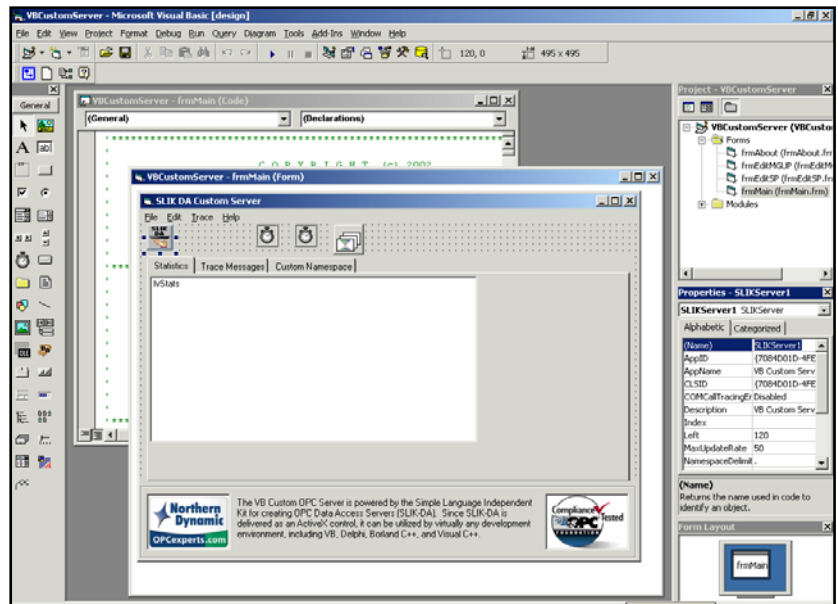 VBCustomServer - Microsoft Visual Basic [design]
File Edit View Project Format Debug Run Query Diagram Tools Add-Ins Window Help
120, 0 495 x 495
General
VBCustomServer - frmMain (Code)
(General) (Declarations)
C O P Y R I G H T (c) 2002
VBCustomServer - frmMain (Form)
SLIK DA Custom Server
File Edit Trace Help
SLIK DA
Statistics Trace Messages Custom Namespace
lvStats
Northern Dynamic
OPCexperts.com
The VB Custom OPC Server is powered by the Simple Language Independent
Kit for creating OPC Data Access Servers (SLIK-DA). Since SLIK-DA is
delivered as an ActiveX control, it can be utilized by virtually any development
environment, including VB, Delphi, Borland C++, and Visual C++.
Compliance Tested
OPC
FOUNDATION
Project - VBCustomServer
VBCustomServer (VBCusto
Forms
frmAbout (frmAbout.frr
frmEditMGUP (frmEditM
frmEditSP (frmEditSP.fr
frmMain (frmMain.frm)
Modules
Properties - SLIKServer1
SLIKServer1 SLIKServer
Alphabetic Categorized
(Name) SLIKServer1
AppID {7084D01D-4FE
AppName VB Custom Serv
CLSID {7084D01D-4FE
COMCallTracingEr Disabled
Description VB Custom Serv
Index
Left 120
MaxUpdateRate 50
NamespaceDelimit .
(Name)
Returns the name used in code to
identify an object.
Form Layout
frmMain